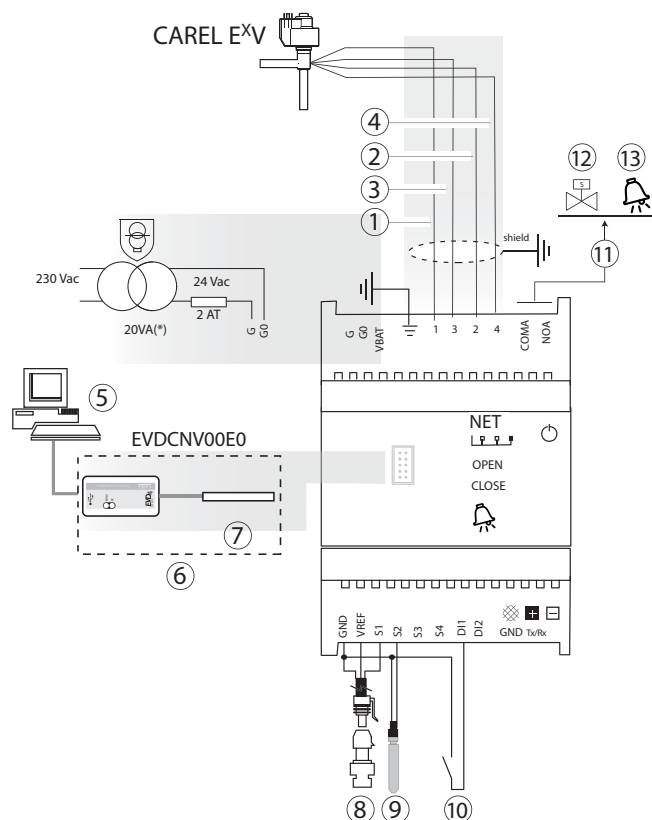 CAREL EXV
4
2
3
1
12
13
S
shield
11
230 Vac
24 Vac
2 AT
20VA(*)
G
G0
G
G0
VBAT
1
3
2
4
COMA
NOA
5
EVDCNV00E0
NET
OPEN
CLOSE
7
6
GND
VREF
S1
S2
S3
S4
DI1
DI2
GND Tx/Rx
8
9
10